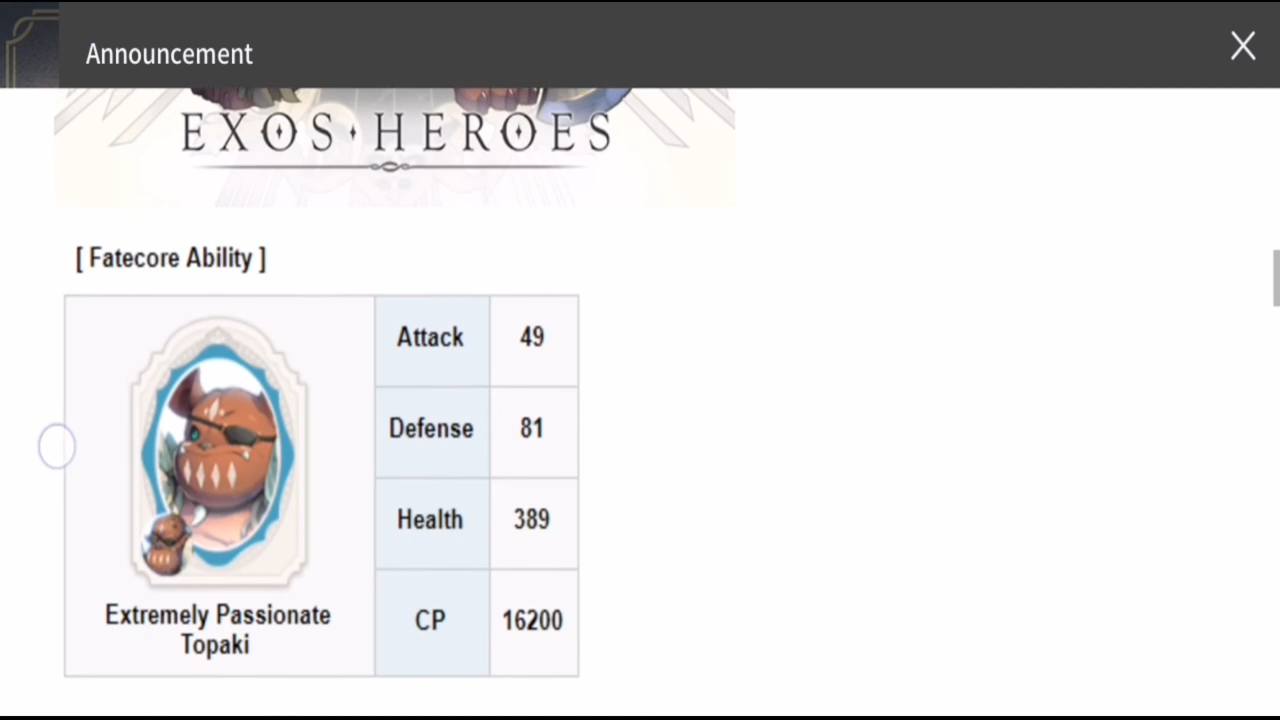 Announcement
EXOS HEROES
[ Fatecore Ability ]
Attack 49
Defense 81
Health 389
CP 16200
Extremely Passionate
Topaki